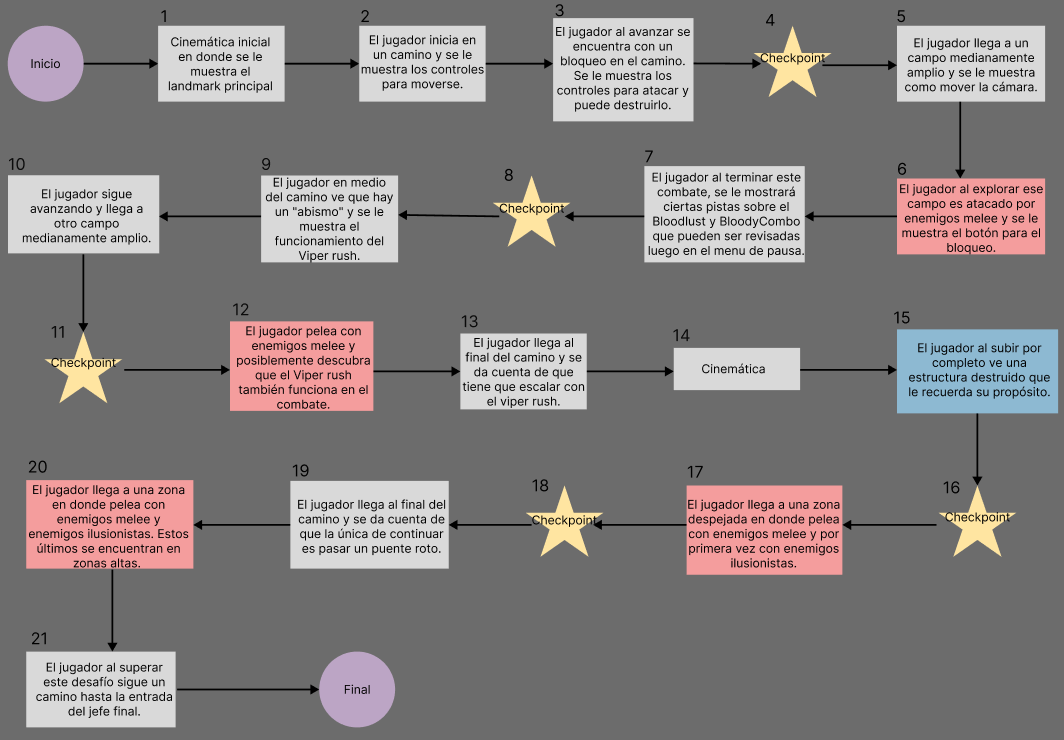 Inicio
1
Cinemática inicial
en donde se le
muestra el
landmark principal
2
El jugador inicia en
un camino y se le
muestra los controles
para moverse.
3
El jugador al avanzar se
encuentra con un
bloqueo en el camino.
Se le muestra los
controles para atacar y
puede destruirlo.
4
Checkpoint
5
El jugador llega a un
campo medianamente
amplio y se le muestra
como mover la cámara.
6
El jugador al explorar ese
campo es atacado por
enemigos melee y se le
muestra el botón para el
bloqueo.
7
El jugador al terminar este
combate, se le mostrará
ciertas pistas sobre el
Bloodlust y BloodyCombo
que pueden ser revisadas
luego en el menu de pausa.
8
Checkpoint
9
El jugador en medio
del camino ve que hay
un "abismo" y se le
muestra el
funcionamiento del
Viper rush.
10
El jugador sigue
avanzando y llega a
otro campo
medianamente amplio.
11
Checkpoint
12
El jugador pelea con
enemigos melee y
posiblemente descubra
que el Viper rush
también funciona en el
combate.
13
El jugador llega al
final del camino y se
da cuenta de que
tiene que escalar con
el viper rush.
14
Cinemática
15
El jugador al subir por
completo ve una
estructura destruido que
le recuerda su propósito.
16
Checkpoint
17
El jugador llega a una zona
despejada en donde pelea
con enemigos melee y por
primera vez con enemigos
ilusionistas.
18
Checkpoint
19
El jugador llega al final del
camino y se da cuenta de
que la única de continuar
es pasar un puente roto.
20
El jugador llega a una zona
en donde pelea con
enemigos melee y
enemigos ilusionistas. Estos
últimos se encuentran en
zonas altas.
21
El jugador al superar
este desafío sigue un
camino hasta la entrada
del jefe final.
Final